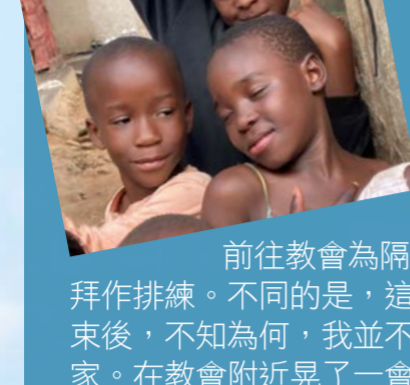 前往教會為隔
拜作排練。不同的是，這
束後，不知為何，我並不
家。在教會附近晃了一會